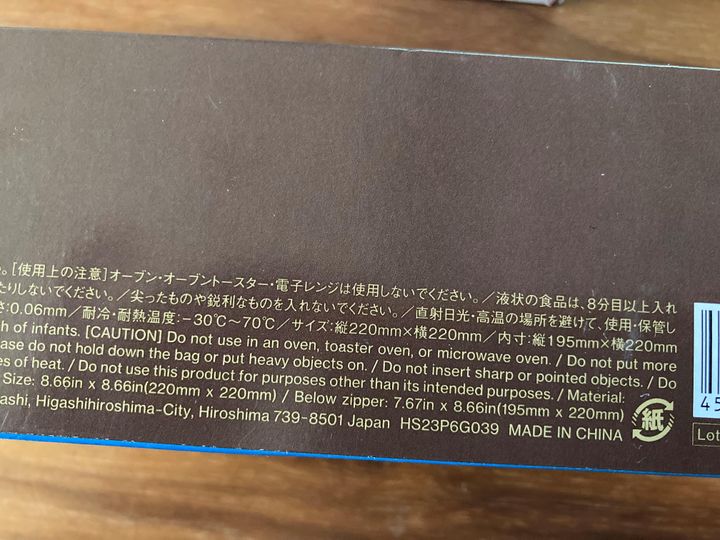 。[使用上の注意]オーブン・オーブントースター・電子レンジは使用しないでください。/液状の食品は、8分目以上入れ
たりしないでください。/尖ったものや鋭利なものを入れないでください。/直射日光・高温の場所を避けて、使用・保管し
さ:0.06mm/耐冷・耐熱温度:-30℃~70℃/サイズ:縦220mm×横220mm/内寸:縦195mm×横220mm
of infants. [CAUTION] Do not use in an oven, toaster oven, or microwave oven. / Do not put more
do not hold down the bag or put heavy objects on. / Do not insert sharp or pointed objects. / Do
of heat. / Do not use this product for purposes other than its intended purposes. / Material:
Size: 8.66in x 8.66in(220mm x 220mm) / Below zipper: 7.67in x 8.66in(195mm x 220mm)
ashi, Higashihiroshima-City, Hiroshima 739-8501 Japan HS23P6G039 MADE IN CHINA
紙
45
Lot